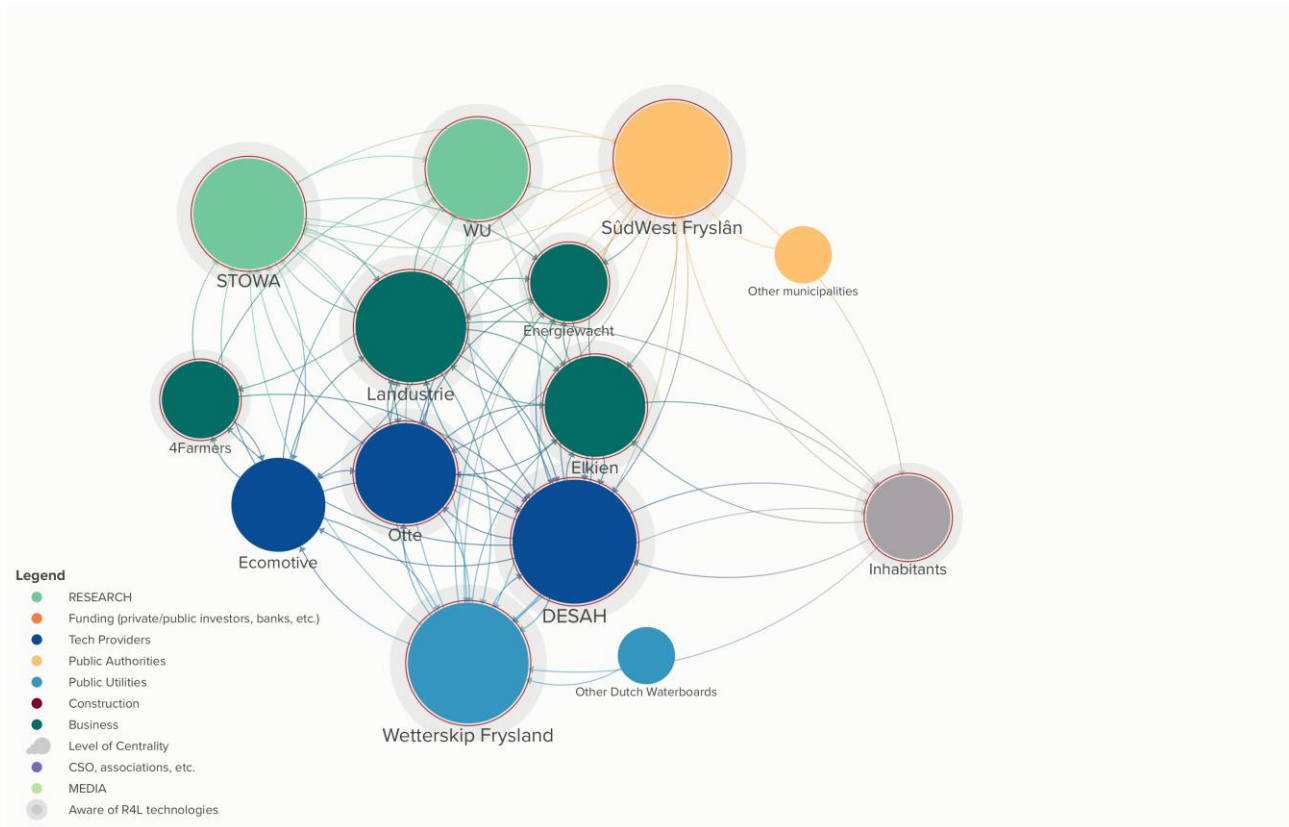 SûdWest Fryslân
WU
STOWA
Other municipalities
Energiewacht
Landustrie
4Farmers
Elkien
Otte
Ecomotive
Inhabitants
DESAH
Other Dutch Waterboards
Wetterskip Frysland
Legend
RESEARCH
Funding (private/public investors, banks, etc.)
Tech Providers
Public Authorities
Public Utilities
Construction
Business
Level of Centrality
CSO, associations, etc.
MEDIA
Aware of R4L technologies